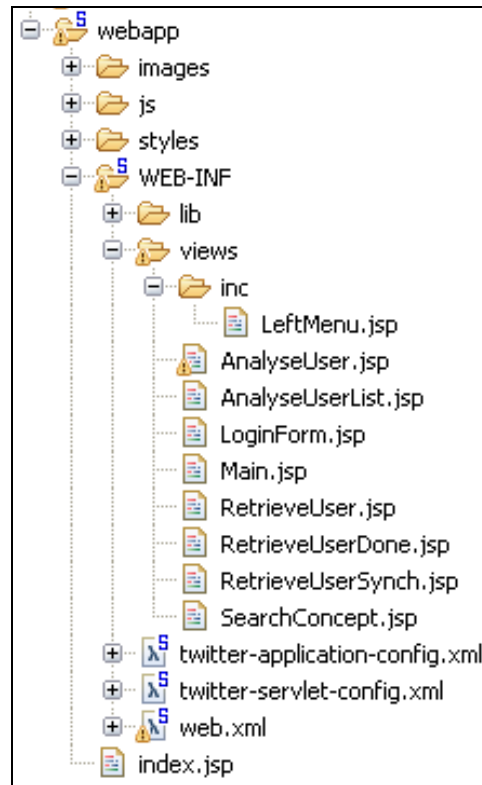 webapp
images
js
styles
WEB-INF
lib
views
inc
LeftMenu.jsp
AnalyseUser.jsp
AnalyseUserList.jsp
LoginForm.jsp
Main.jsp
RetrieveUser.jsp
RetrieveUserDone.jsp
RetrieveUserSynch.jsp
SearchConcept.jsp
twitter-application-config.xml
twitter-servlet-config.xml
web.xml
index.jsp